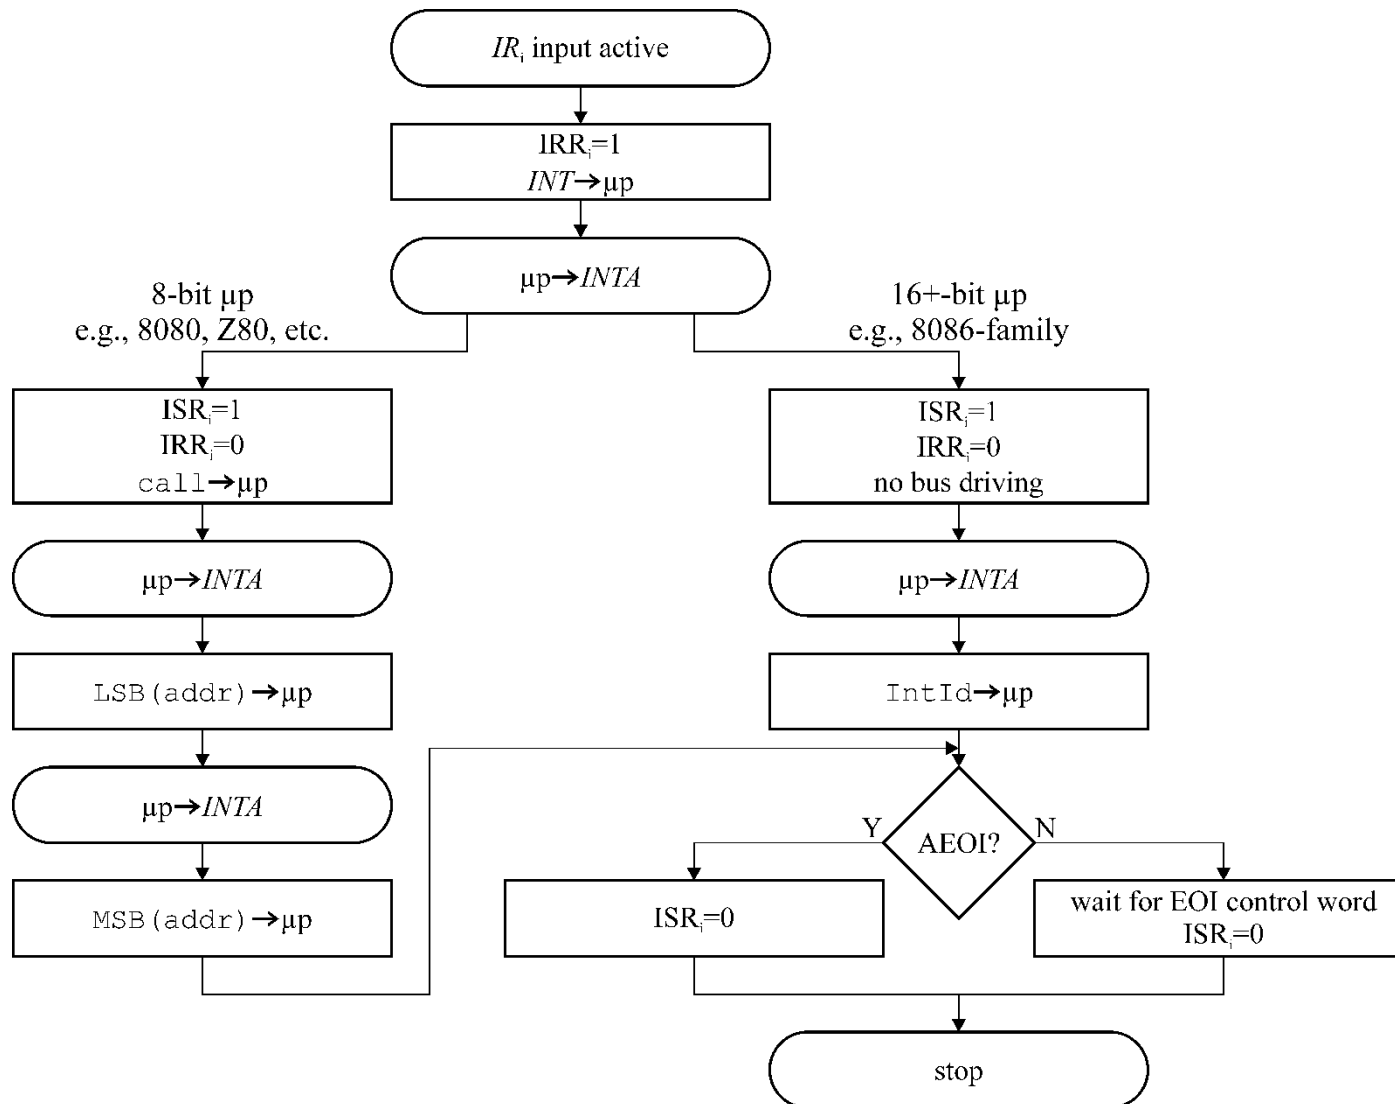 IRᵢ input active
IRRᵢ=1
INT→µp
µp→INTA
8-bit µp
e.g., 8080, Z80, etc.
16+-bit µp
e.g., 8086-family
ISRᵢ=1
IRRᵢ=0
call→µp
ISRᵢ=1
IRRᵢ=0
no bus driving
µp→INTA
µp→INTA
LSB(addr)→µp
IntId→µp
µp→INTA
MSB(addr)→µp
AEOI?
Y
N
ISRᵢ=0
wait for EOI control word
ISRᵢ=0
stop